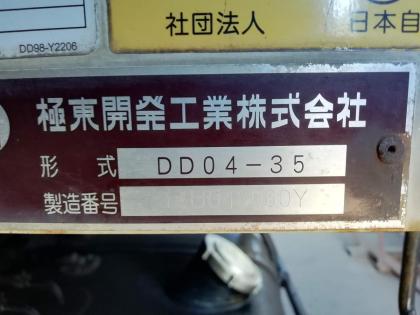 社団法人
日本自
DD98-Y2206
極東開発工業株式会社
形式 DD04-35
製造番号